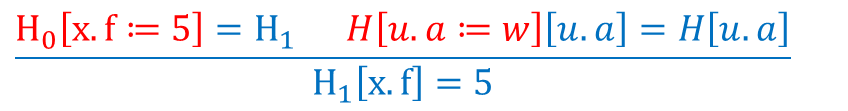 H₀[x.f ≔ 5] = H₁ H[u.a ≔ w][u.a] = H[u.a]
H₁[x.f] = 5